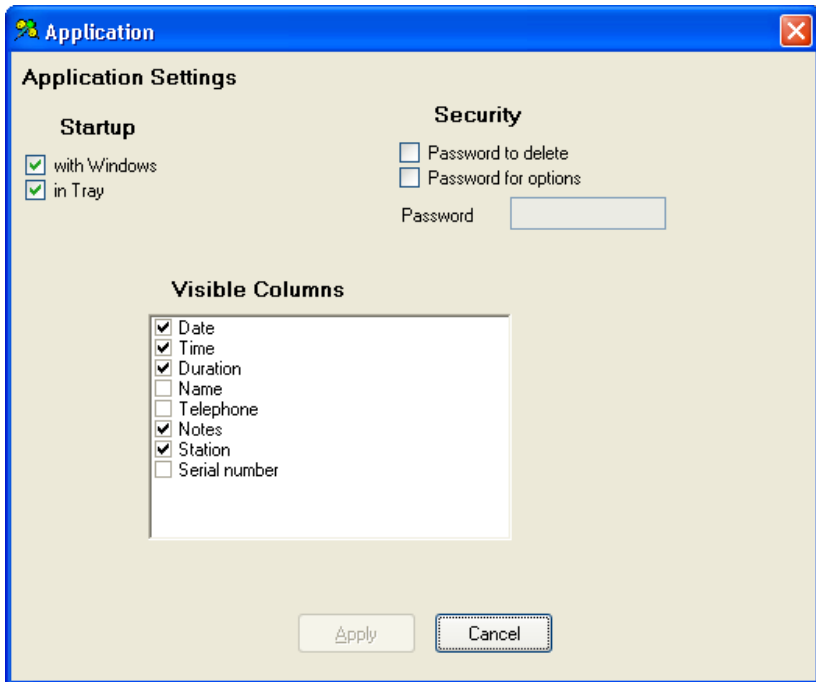 Application
Application Settings
Startup
with Windows
in Tray
Security
Password to delete
Password for options
Password
Visible Columns
Date
Time
Duration
Name
Telephone
Notes
Station
Serial number
Apply
Cancel